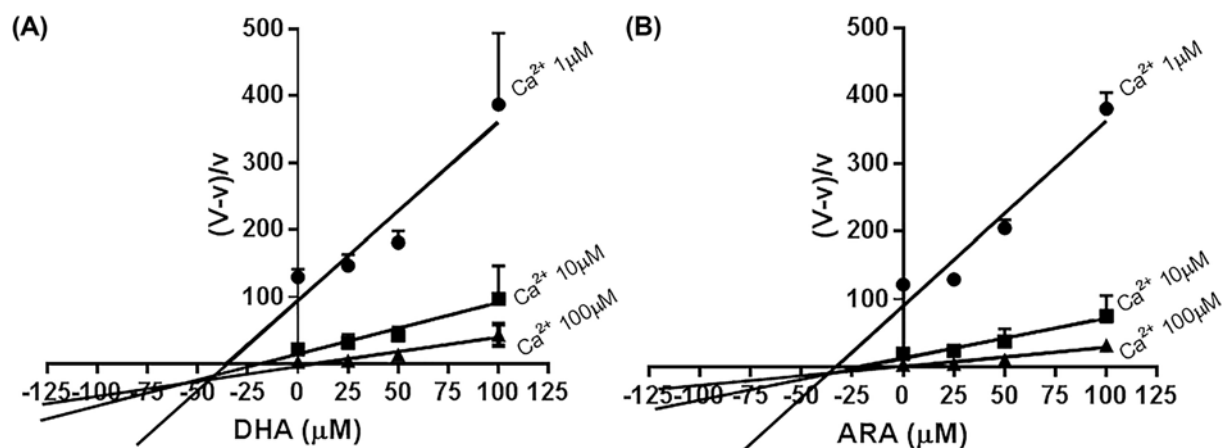 (A)
500
400
300
200
100
(V-v)/v
Ca²⁺ 1μM
Ca²⁺ 10μM
Ca²⁺ 100μM
-125 -100 -75 -50 -25 0 25 50 75 100 125
DHA (μM)
(B)
500
400
300
200
100
(V-v)/v
Ca²⁺ 1μM
Ca²⁺ 10μM
Ca²⁺ 100μM
-125 -100 -75 -50 -25 0 25 50 75 100 125
ARA (μM)